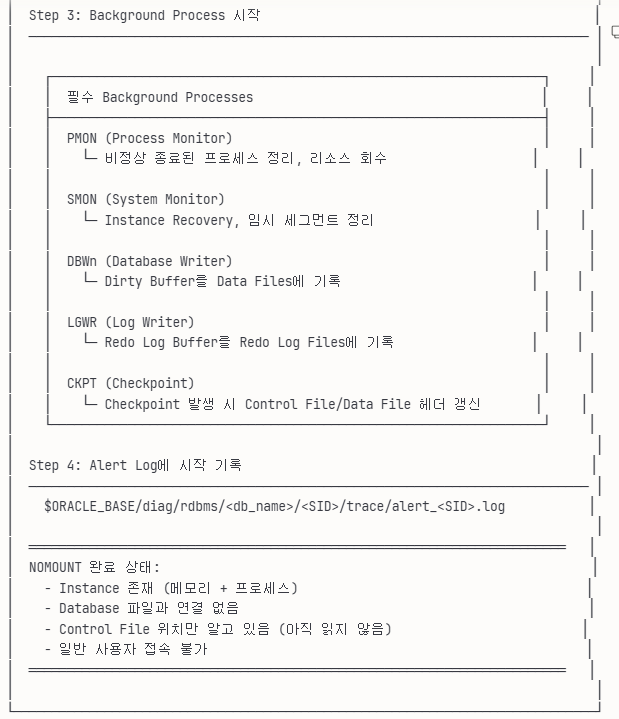 Step 3: Background Process 시작
필수 Background Processes
PMON (Process Monitor)
└─ 비정상 종료된 프로세스 정리, 리소스 회수
SMON (System Monitor)
└─ Instance Recovery, 임시 세그먼트 정리
DBWn (Database Writer)
└─ Dirty Buffer를 Data Files에 기록
LGWR (Log Writer)
└─ Redo Log Buffer를 Redo Log Files에 기록
CKPT (Checkpoint)
└─ Checkpoint 발생 시 Control File/Data File 헤더 갱신
Step 4: Alert Log에 시작 기록
$ORACLE_BASE/diag/rdbms/<db_name>/<SID>/trace/alert_<SID>.log
NOMOUNT 완료 상태:
- Instance 존재 (메모리 + 프로세스)
- Database 파일과 연결 없음
- Control File 위치만 알고 있음 (아직 읽지 않음)
- 일반 사용자 접속 불가